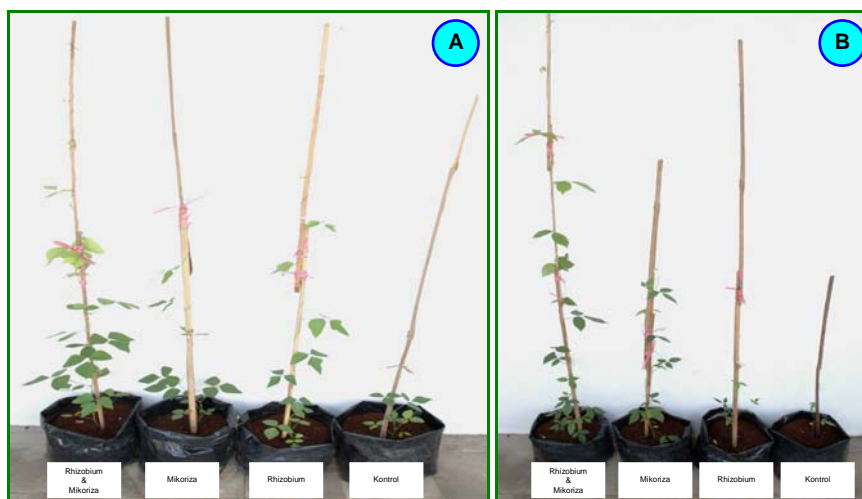 A
Rhizobium
&
Mikoriza
Mikoriza
Rhizobium
Kontrol
B
Rhizobium
&
Mikoriza
Mikoriza
Rhizobium
Kontrol